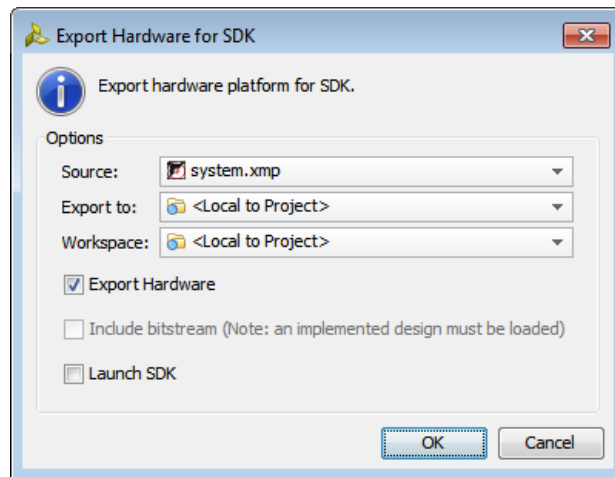 Export Hardware for SDK
Export hardware platform for SDK.
Options
Source: system.xmp
Export to: <Local to Project>
Workspace: <Local to Project>
Export Hardware
Include bitstream (Note: an implemented design must be loaded)
Launch SDK
OK Cancel